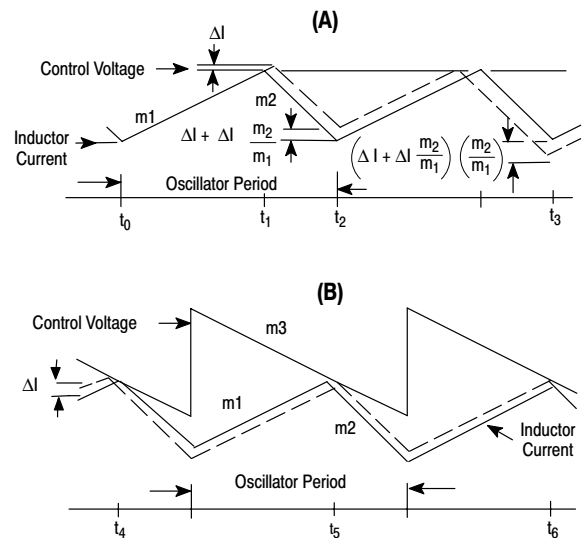 (A)
ΔI
Control Voltage
m1
m2
Inductor
Current
ΔI + ΔI m2/m1
(ΔI + ΔI m2/m1) (m2/m1)
Oscillator Period
t0
t1
t2
t3
(B)
Control Voltage
m3
ΔI
m1
m2
Inductor
Current
Oscillator Period
t4
t5
t6